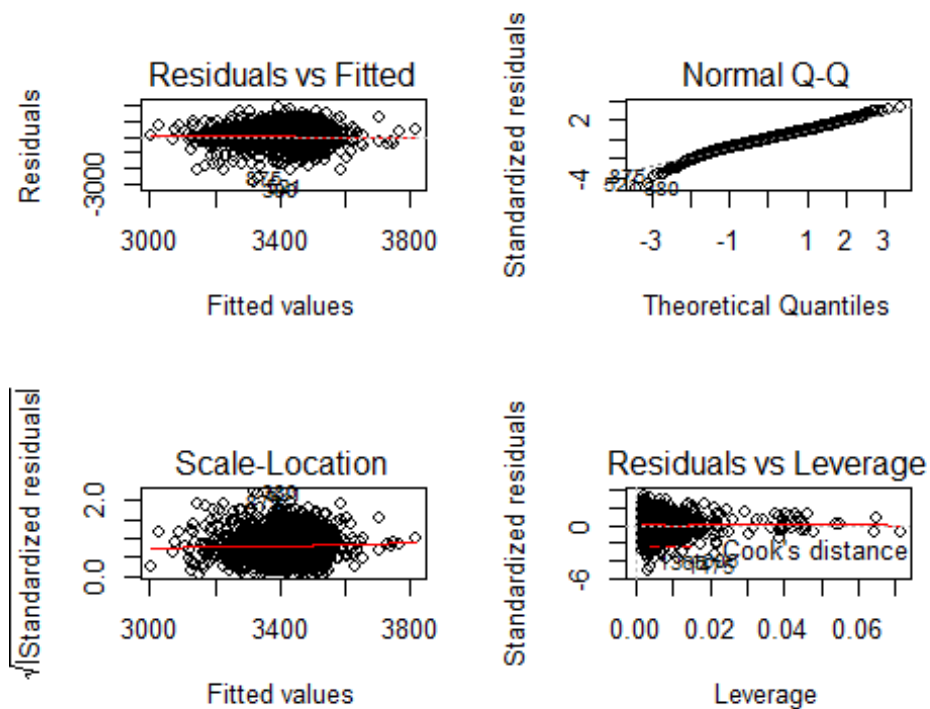 Residuals vs Fitted
Residuals
-3000
875
3000 3400 3800
Fitted values
Normal Q-Q
Standardized residuals
-4 2
-3 -1 1 2 3
Theoretical Quantiles
Scale-Location
√|Standardized residuals|
0.0 2.0
3000 3400 3800
Fitted values
Residuals vs Leverage
Standardized residuals
-6 0
Cook's distance
0.00 0.02 0.04 0.06
Leverage